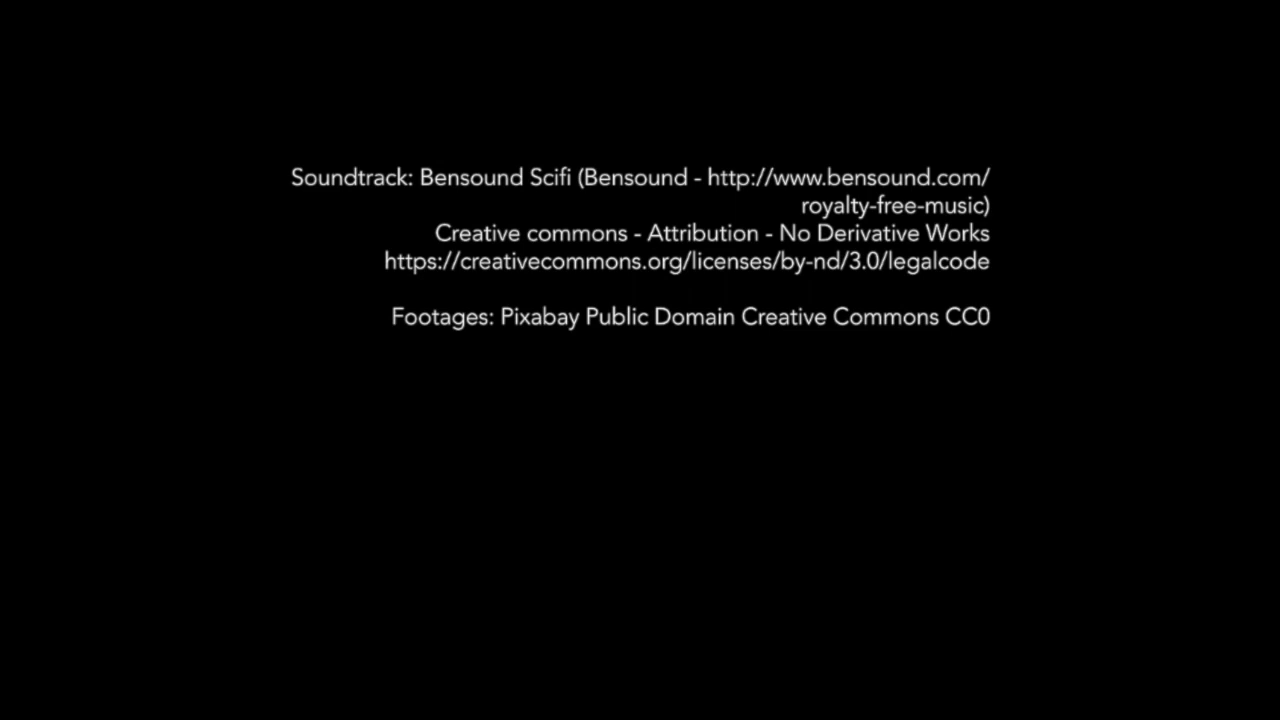 Soundtrack: Bensound Scifi (Bensound - http://www.bensound.com/
royalty-free-music)
Creative commons - Attribution - No Derivative Works
https://creativecommons.org/licenses/by-nd/3.0/legalcode
Footages: Pixabay Public Domain Creative Commons CC0